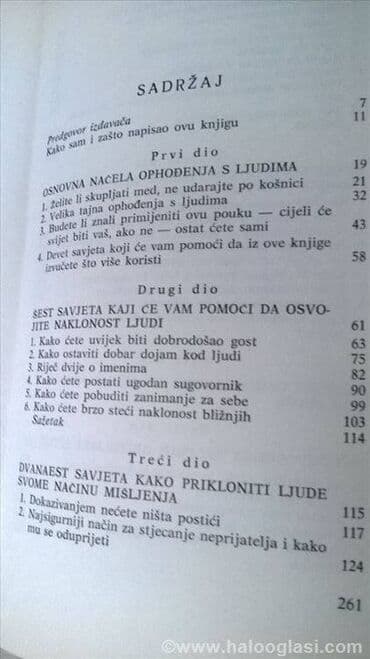 SADRŽAJ
Predgovor izdavača 7
Kako sam i zašto napisao ovu knjigu 11
Prvi dio
OSNOVNA NAČELA OPHOĐENJA S LJUDIMA 19
1. Želite li skupljati med, ne udarajte po košnici 21
2. Velika tajna ophođenja s ljudima 32
3. Budete li znali primijeniti ovu pouku — cijeli će
svijet biti vaš, ako ne — ostat ćete sami 43
4. Devet savjeta koji će vam pomoći da iz ove knjige
izvučete što više koristi 58
Drugi dio
ŠEST SAVJETA KAJI ĆE VAM POMOĆI DA OSVO-
JITE NAKLONOST LJUDI 61
1. Kako ćete uvijek biti dobrodošao gost 63
2. Kako ostaviti dobar dojam kod ljudi 75
3. Riječ dvije o imenima 82
4. Kako ćete postati ugodan sugovornik 90
5. Kako ćete pobuditi zanimanje za sebe 99
6. Kako ćete brzo steći naklonost bližnjih 103
Sažetak 114
Treći dio
DVANAEST SAVJETA KAKO PRIKLONITI LJUDE
SVOME NAČINU MIŠLJENJA 115
1. Dokazivanjem nećete ništa postići 117
2. Najsigurniji način za stjecanje neprijatelja i kako
mu se oduprijeti 124
261
©www.halooglasi.com